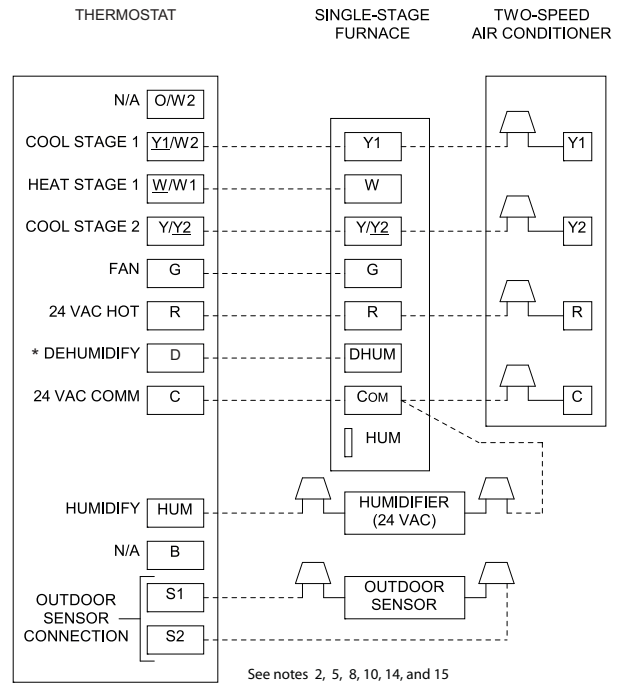 THERMOSTAT
SINGLE-STAGE
FURNACE
TWO-SPEED
AIR CONDITIONER
N/A O/W2
COOL STAGE 1 Y1/W2 Y1 Y1
HEAT STAGE 1 W/W1 W
COOL STAGE 2 Y/Y2 Y/Y2 Y2
FAN G G
24 VAC HOT R R R
* DEHUMIDIFY D DHUM
24 VAC COMM C COM C
HUM
HUMIDIFY HUM
HUMIDIFIER
(24 VAC)
N/A B
OUTDOOR
SENSOR
CONNECTION
S1
S2
OUTDOOR
SENSOR
See notes 2, 5, 8, 10, 14, and 15